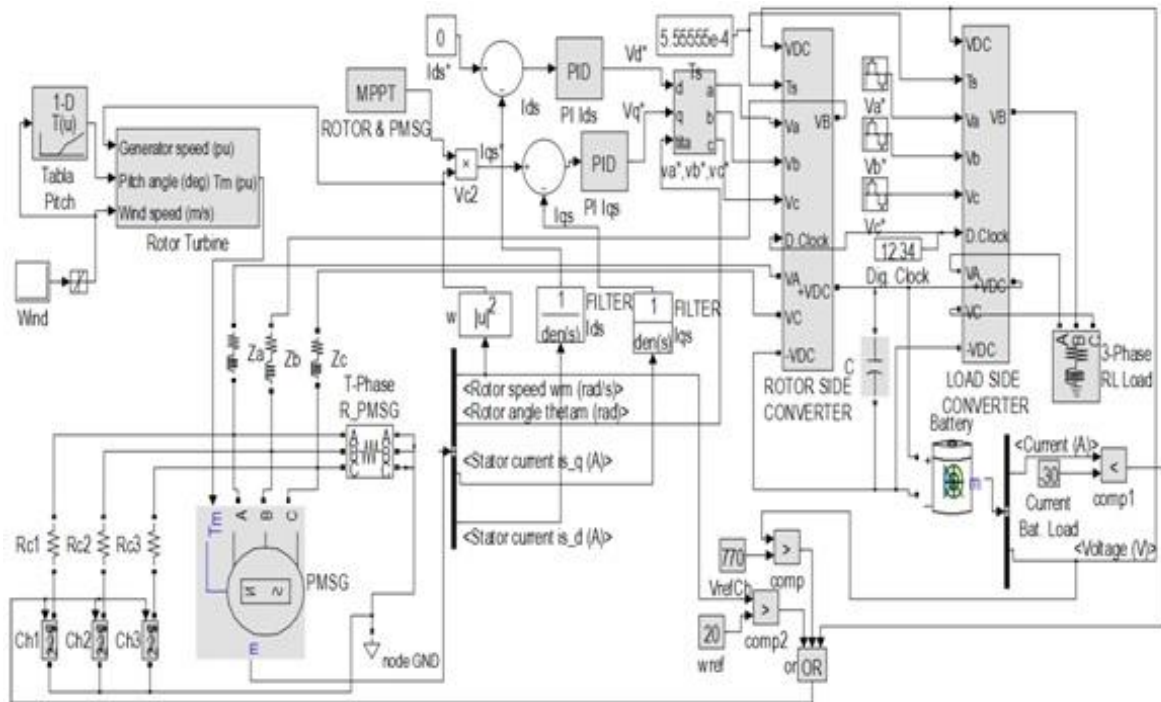 5.55555e-4
0
Ids*
PID
PI Ids
Vd*
Ts
d
q
tita
a
b
c
va*,vb*,vc*
MPPT
ROTOR & PMSG
Iqs*
×
Vc2
Ids
Iqs
PID
PI Iqs
Vq*
1-D
T(u)
Tabla
Pitch
Generator speed (pu)
Pitch angle (deg) Tm (pu)
Wind speed (m/s)
Rotor Turbine
Wind
VDC
Ts
Va
VB
Vb
Vc
D.Clock
VA
+VDC
VC
-VDC
ROTOR SIDE
CONVERTER
Va*
Vb*
Vc*
12.34
Dig. Clock
VDC
Ts
Va
VB
Vb
Vc
D.Clock
VA
+VDC
VC
-VDC
LOAD SIDE
CONVERTER
A
B
C
3-Phase
RL Load
C
w
|u|2
1
den(s)
FILTER
Ids
1
den(s)
FILTER
Iqs
Za
Zb
Zc
T-Phase
R_PMSG
A
B
C
A
B
C
<Rotor speed wm (rad/s)>
<Rotor angle thetam (rad)>
<Stator current is_q (A)>
<Stator current is_d (A)>
Battery
+
m
<Current (A)>
-30
Current
Bat. Load
<
comp1
<Voltage (V)>
Rc1
Rc2
Rc3
Ch1
Ch2
Ch3
Tm
A
B
C
PMSG
m
node GND
770
VrefCh
>
comp
20
wref
>
comp2
or
OR